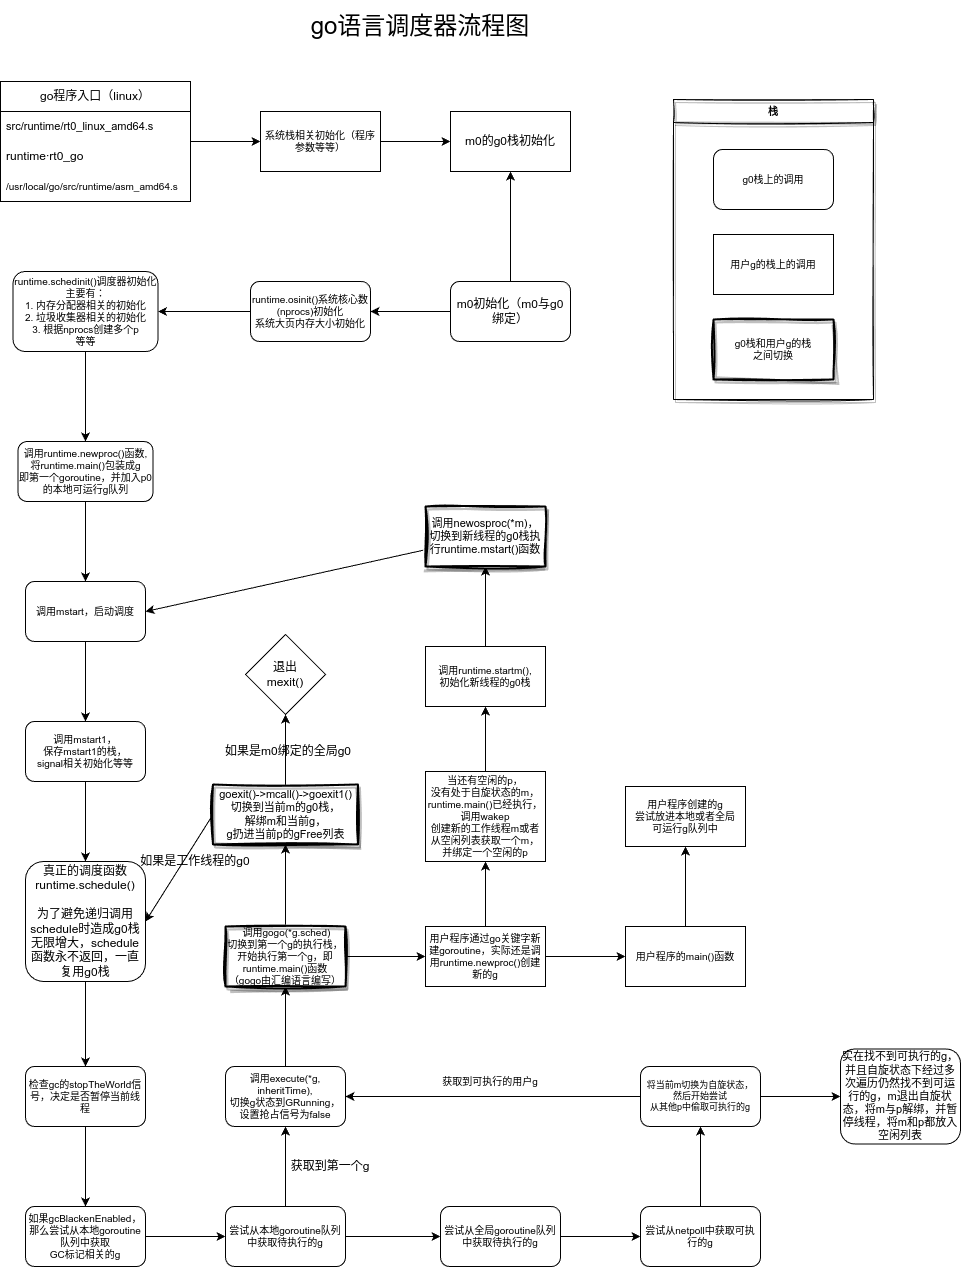 go语言调度器流程图
go程序入口（linux）
src/runtime/rt0_linux_amd64.s
runtime·rt0_go
/usr/local/go/src/runtime/asm_amd64.s
系统栈相关初始化（程序
参数等等）
m0的g0栈初始化
栈
g0栈上的调用
用户g的栈上的调用
g0栈和用户g的栈
之间切换
runtime.schedinit()调度器初始化
主要有：
1. 内存分配器相关的初始化
2. 垃圾收集器相关的初始化
3. 根据nprocs创建多个p
等等
runtime.osinit()系统核心数
(nprocs)初始化
系统大页内存大小初始化
m0初始化（m0与g0
绑定）
调用runtime.newproc()函数,
将runtime.main()包装成g
即第一个goroutine，并加入p0
的本地可运行g队列
调用newosproc(*m)，
切换到新线程的g0栈执
行runtime.mstart()函数
调用mstart，启动调度
退出
mexit()
调用runtime.startm(),
初始化新线程的g0栈
调用mstart1，
保存mstart1的栈，
signal相关初始化等等
如果是m0绑定的全局g0
goexit()->mcall()->goexit1()
切换到当前m的g0栈，
解绑m和当前g，
g扔进当前p的gFree列表
当还有空闲的p，
没有处于自旋状态的m，
runtime.main()已经执行，
调用wakep
创建新的工作线程m或者
从空闲列表获取一个m，
并绑定一个空闲的p
用户程序创建的g
尝试放进本地或者全局
可运行g队列中
如果是工作线程的g0
真正的调度函数
runtime.schedule()
为了避免递归调用
schedule时造成g0栈
无限增大，schedule
函数永不返回，一直
复用g0栈
调用gogo(*g.sched)
切换到第一个g的执行栈，
开始执行第一个g，即
runtime.main()函数
（gogo由汇编语言编写）
用户程序通过go关键字新
建goroutine，实际还是调
用runtime.newproc()创建
新的g
用户程序的main()函数
检查gc的stopTheWorld信
号，决定是否暂停当前线
程
调用execute(*g,
inheritTime),
切换g状态到GRunning，
设置抢占信号为false
获取到可执行的用户g
将当前m切换为自旋状态，
然后开始尝试
从其他p中偷取可执行的g
实在找不到可执行的g，
并且自旋状态下经过多
次遍历仍然找不到可运
行的g，m退出自旋状
态，将m与p解绑，并暂
停线程，将m和p都放入
空闲列表
获取到第一个g
如果gcBlackenEnabled，
那么尝试从本地goroutine
队列中获取
GC标记相关的g
尝试从本地goroutine队列
中获取待执行的g
尝试从全局goroutine队列
中获取待执行的g
尝试从netpoll中获取可执
行的g